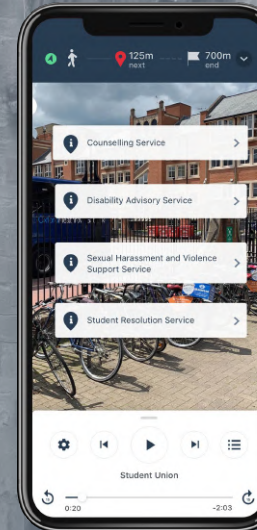 125m
next
700m
end
Counselling Service
Disability Advisory Service
Sexual Harassment and Violence
Support Service
Student Resolution Service
Student Union
0:20
-2:03